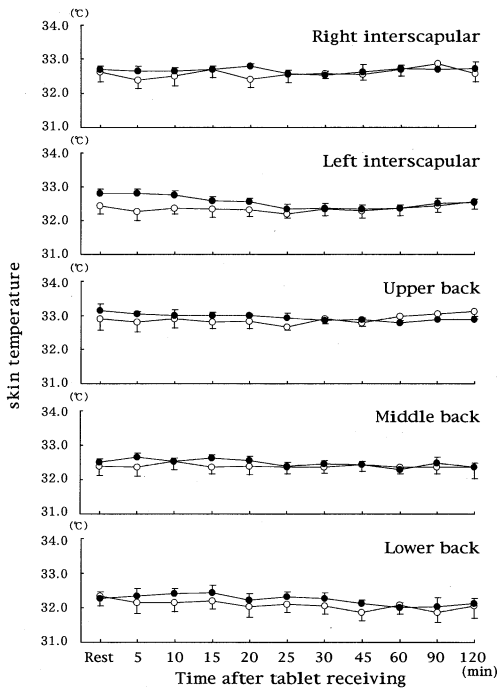 (℃)
34.0
Right interscapular
33.0
32.0
31.0
(℃)
34.0
Left interscapular
33.0
32.0
31.0
(℃)
34.0
Upper back
33.0
32.0
31.0
(℃)
34.0
Middle back
33.0
32.0
31.0
(℃)
34.0
Lower back
33.0
32.0
31.0
skin temperature
Rest 5 10 15 20 25 30 45 60 90 120
(min)
Time after tablet receiving